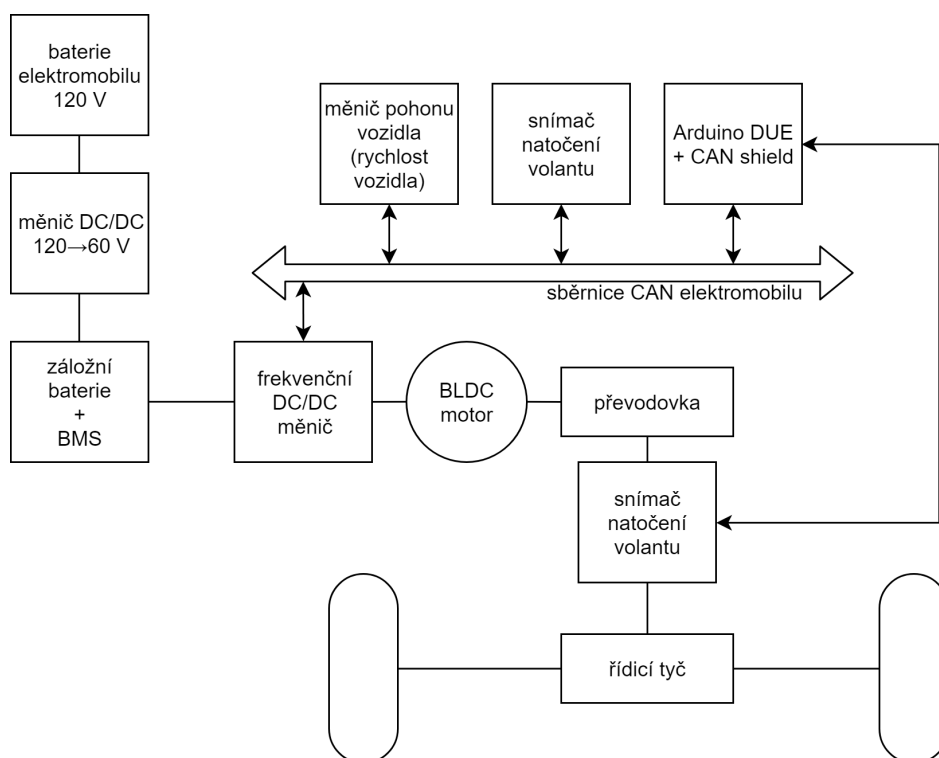 baterie
elektromobilu
120 V
měnič pohonu
vozidla
(rychlost
vozidla)
snímač
natočení
volantu
Arduino DUE
+ CAN shield
měnič DC/DC
120→60 V
sběrnice CAN elektromobilu
záložní
baterie
+
BMS
frekvenční
DC/DC
měnič
BLDC
motor
převodovka
snímač
natočení
volantu
řídicí tyč